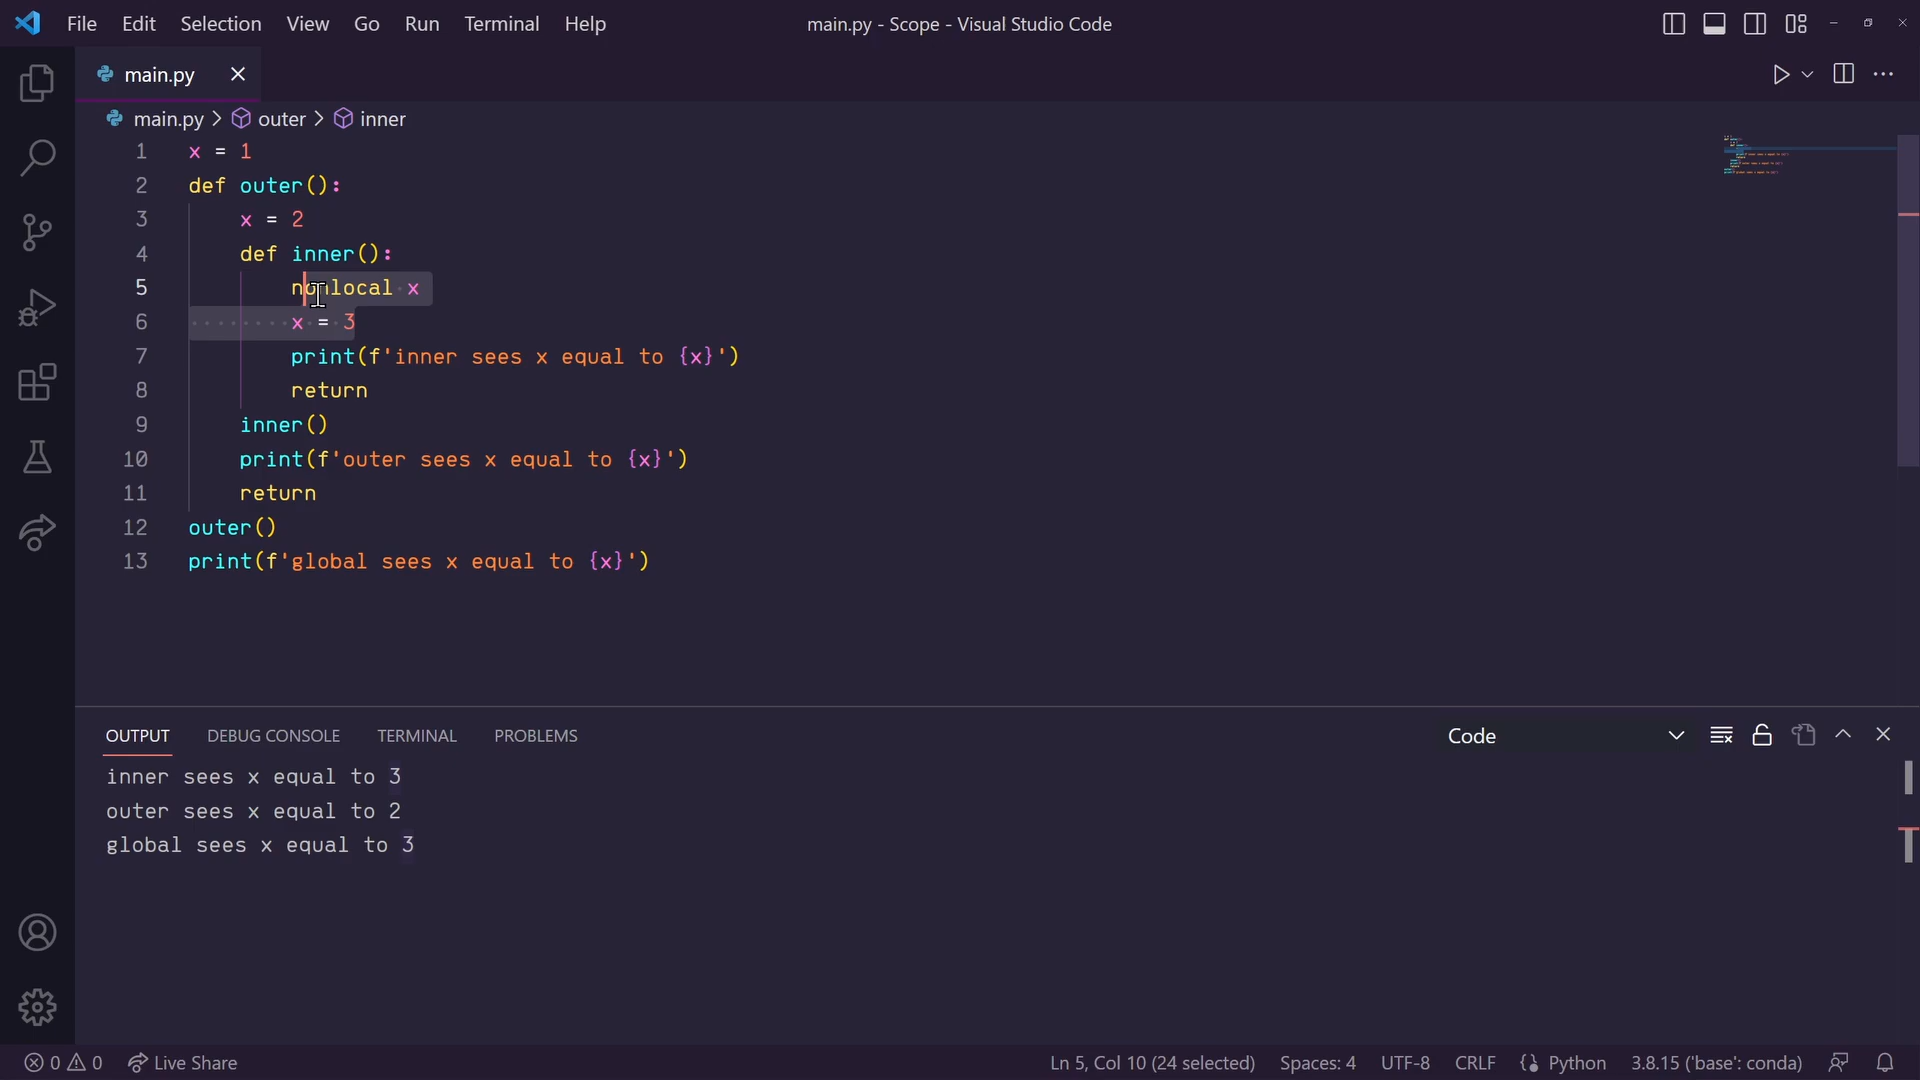 File Edit Selection View Go Run Terminal Help main.py - Scope - Visual Studio Code
main.py
main.py > outer > inner
1 x = 1
2 def outer():
3     x = 2
4     def inner():
5         nonlocal x
6         x = 3
7         print(f'inner sees x equal to {x}')
8         return
9     inner()
10     print(f'outer sees x equal to {x}')
11     return
12 outer()
13 print(f'global sees x equal to {x}')
OUTPUT DEBUG CONSOLE TERMINAL PROBLEMS Code
inner sees x equal to 3
outer sees x equal to 2
global sees x equal to 3
0 0 Live Share Ln 5, Col 10 (24 selected) Spaces: 4 UTF-8 CRLF Python 3.8.15 ('base': conda)